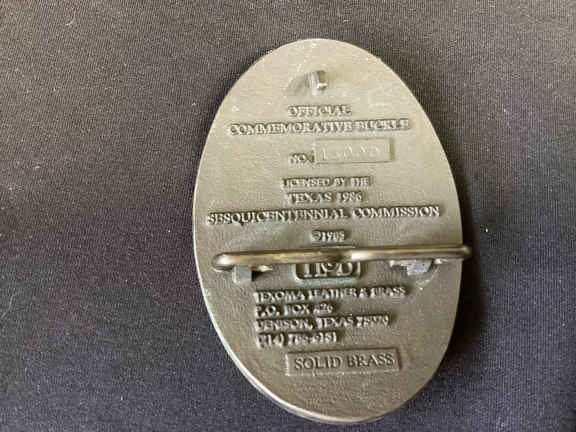 OFFICIAL
COMMEMORATIVE BUCKLE
NO.
LICENSED BY THE
TEXAS 1986
SESQUICENTENNIAL COMMISSION
©1985
TEXOMA LEATHER & BRASS
P.O. BOX
DENISON, TEXAS 75020
SOLID BRASS